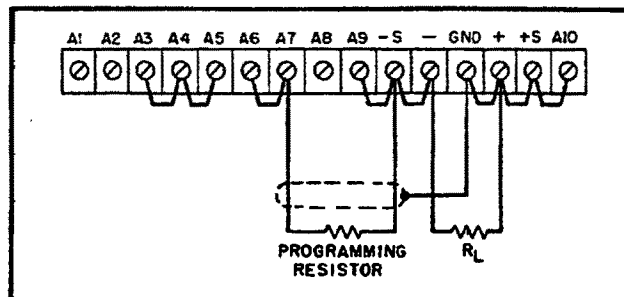 A1 A2 A3 A4 A5 A6 A7 A8 A9 -S - GND + +S A10
PROGRAMMING
RESISTOR
RL